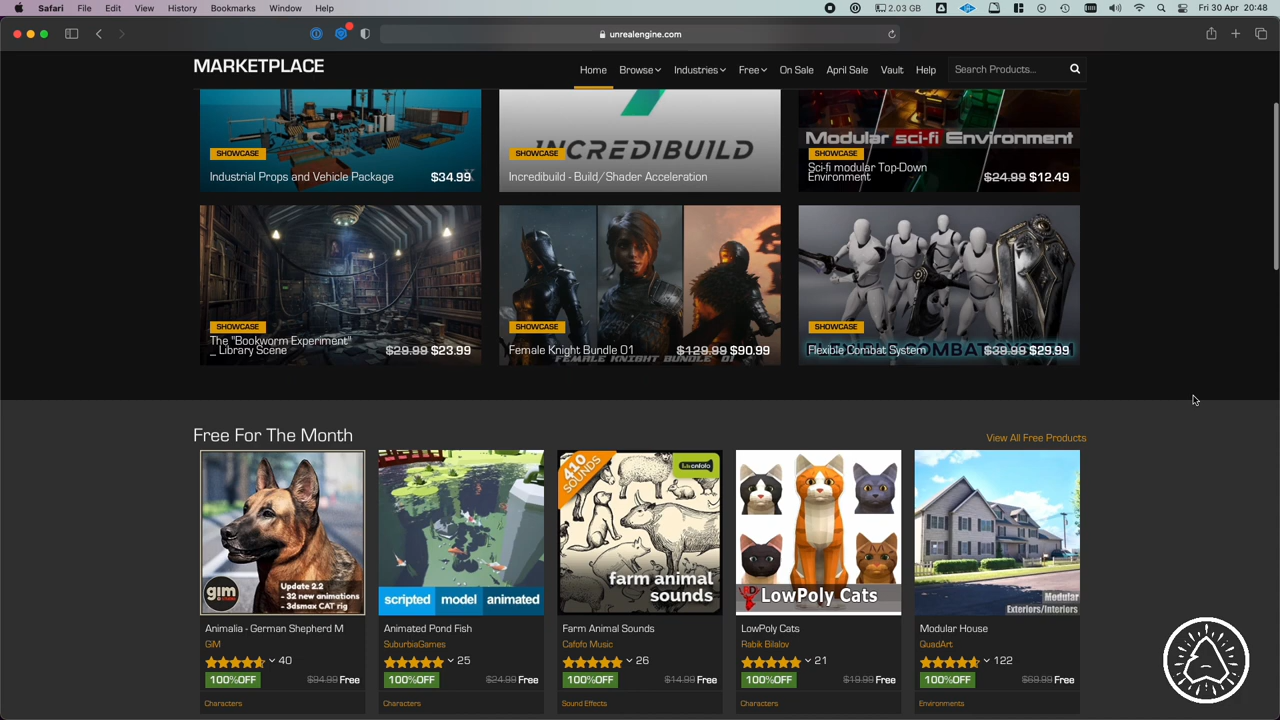 Safari File Edit View History Bookmarks Window Help 2.03 GB Fri 30 Apr 20:48
unrealengine.com
MARKETPLACE Home Browse Industries Free On Sale April Sale Vault Help Search Products...
INCREDIBUILD
Modular sci-fi Environment
SHOWCASE SHOWCASE SHOWCASE
Industrial Props and Vehicle Package $34.99
Incredibuild - Build/Shader Acceleration
Sci-fi modular Top-Down
Environment $24.99 $12.49
SHOWCASE SHOWCASE SHOWCASE
The "Bookworm Experiment"
_ Library Scene $29.99 $23.99
Female Knight Bundle 01 $129.99 $90.99
FEMALE KNIGHT BUNDLE 01
Flexible Combat System $39.99 $29.99
Free For The Month View All Free Products
410
SOUNDS
cafofo
gim
Update 2.2
- 32 new animations
- 3dsmax CAT rig
scripted model animated
farm animal
sounds
LowPoly Cats
Modular
Exteriors/Interiors
Animalia - German Shepherd M Animated Pond Fish Farm Animal Sounds LowPoly Cats Modular House
GiM SuburbiaGames Cafofo Music Rabik Bilalov QuadArt
40 25 26 21 122
100%OFF $94.99 Free 100%OFF $24.99 Free 100%OFF $14.99 Free 100%OFF $19.99 Free 100%OFF $69.99 Free
Characters Characters Sound Effects Characters Environments